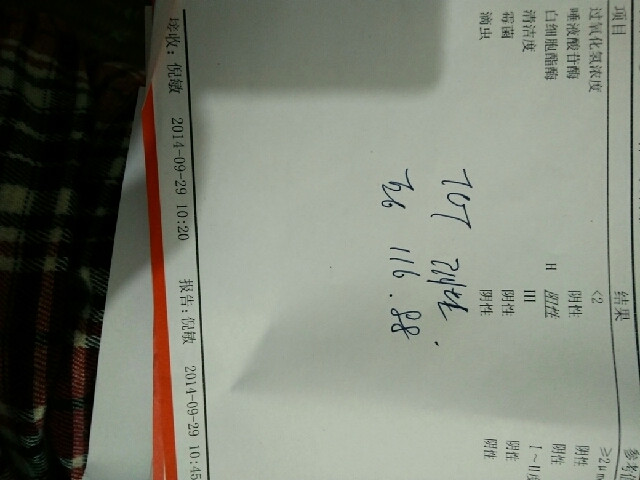 项目 结果
过氧化氢浓度 <2 ≥2μm
唾液酸苷酶 阴性 阴性
白细胞酯酶 H 阳性 阴性
清洁度 III I~II度
霉菌 阴性 阴性
滴虫 阴性 阴性
116.88
接收:倪敏 2014-09-29 10:20 报告:倪敏 2014-09-29 10:45